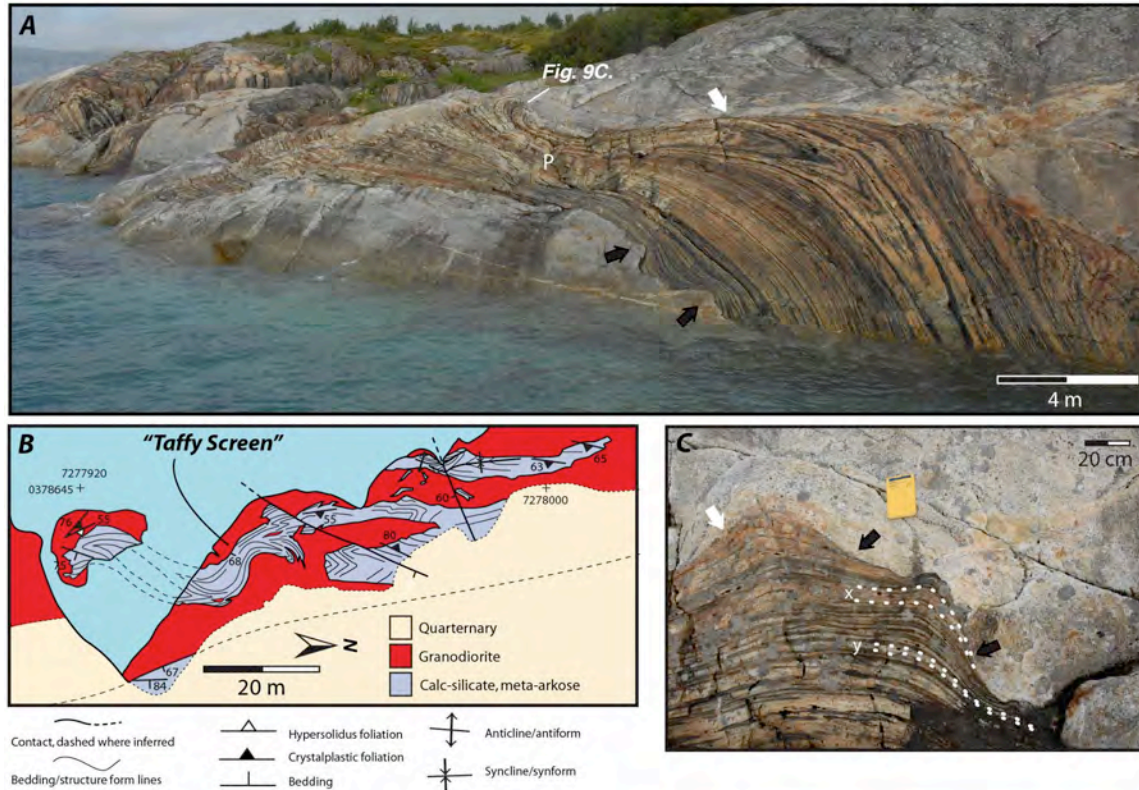 A
Fig. 9C.
P
4 m
B
"Taffy Screen"
7277920
0378645
76
55
75
68
55
60
63
65
80
7278000
67
84
N
20 m
Quarternary
Granodiorite
Calc-silicate, meta-arkose
Contact, dashed where inferred
Bedding/structure form lines
Hypersolidus foliation
Crystalplastic foliation
Bedding
Anticline/antiform
Syncline/synform
C
20 cm
x
y